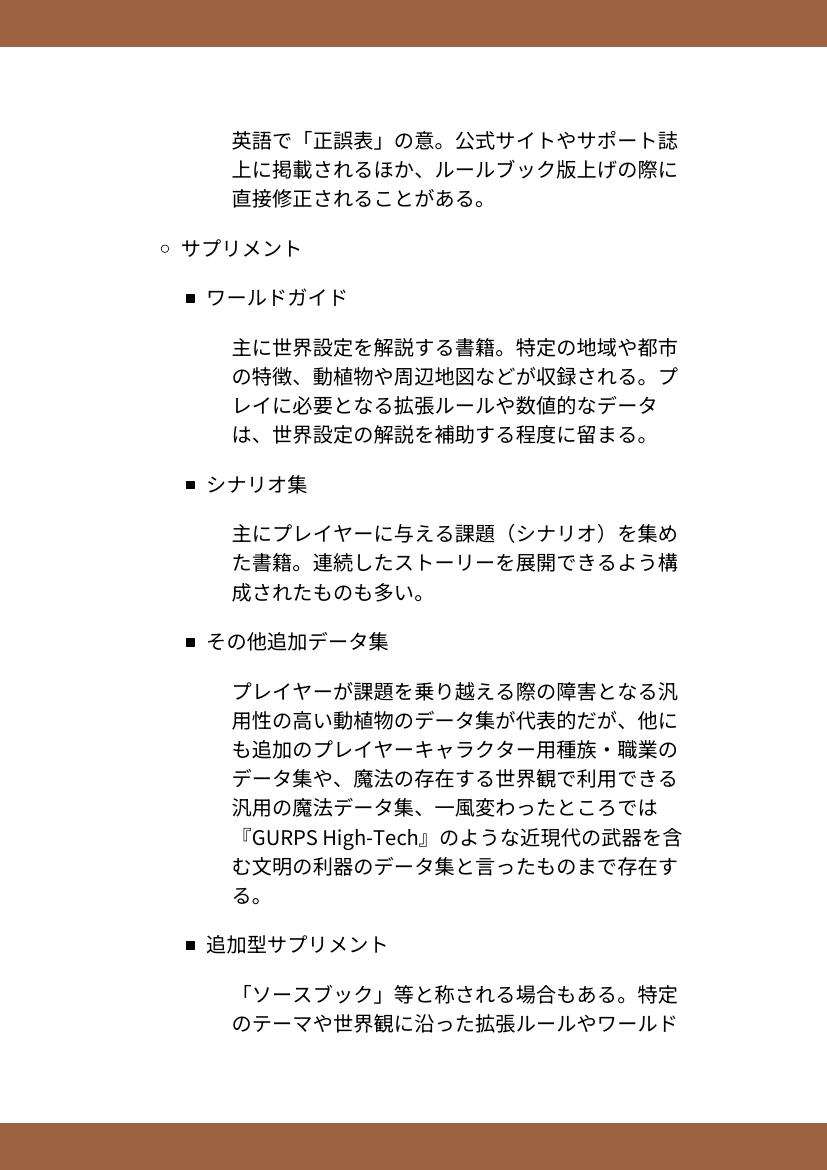 英語で「正誤表」の意。公式サイトやサポート誌
上に掲載されるほか、ルールブック版上げの際に
直接修正されることがある。
サプリメント
ワールドガイド
主に世界設定を解説する書籍。特定の地域や都市
の特徴、動植物や周辺地図などが収録される。プ
レイに必要となる拡張ルールや数値的なデータ
は、世界設定の解説を補助する程度に留まる。
シナリオ集
主にプレイヤーに与える課題（シナリオ）を集め
た書籍。連続したストーリーを展開できるよう構
成されたものも多い。
その他追加データ集
プレイヤーが課題を乗り越える際の障害となる汎
用性の高い動植物のデータ集が代表的だが、他に
も追加のプレイヤーキャラクター用種族・職業の
データ集や、魔法の存在する世界観で利用できる
汎用の魔法データ集、一風変わったところでは
『GURPS High-Tech』のような近現代の武器を含
む文明の利器のデータ集と言ったものまで存在す
る。
追加型サプリメント
「ソースブック」等と称される場合もある。特定
のテーマや世界観に沿った拡張ルールやワールド